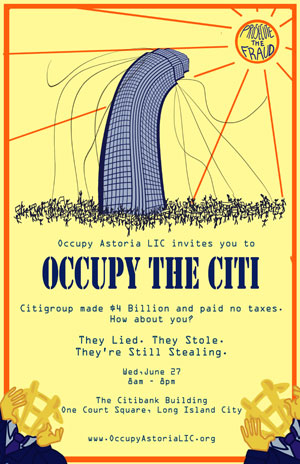 PROSECUTE
THE
FRAUD
Occupy Astoria LIC invites you to
OCCUPY THE CITI
Citigroup made $4 Billion and paid no taxes.
How about you?
They Lied. They Stole.
They're Still Stealing.
Wed,June 27
8am - 8pm
The Citibank Building
One Court Square, Long Island City
www.OccupyAstoriaLIC.org